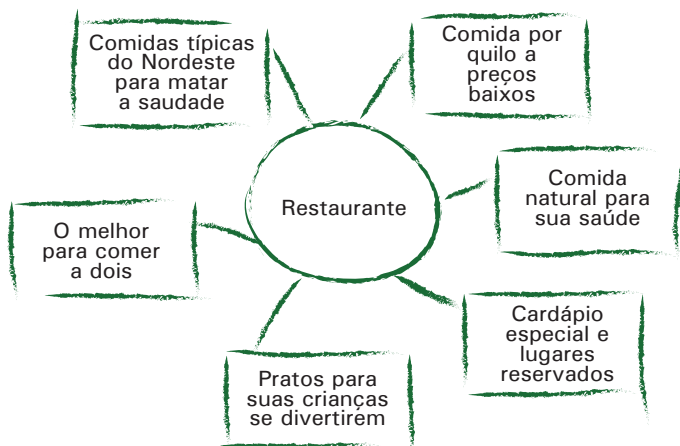 Comidas típicas
do Nordeste
para matar
a saudade
Comida por
quilo a
preços
baixos
Restaurante
Comida
natural para
sua saúde
O melhor
para comer
a dois
Cardápio
especial e
lugares
reservados
Pratos para
suas crianças
se divertirem